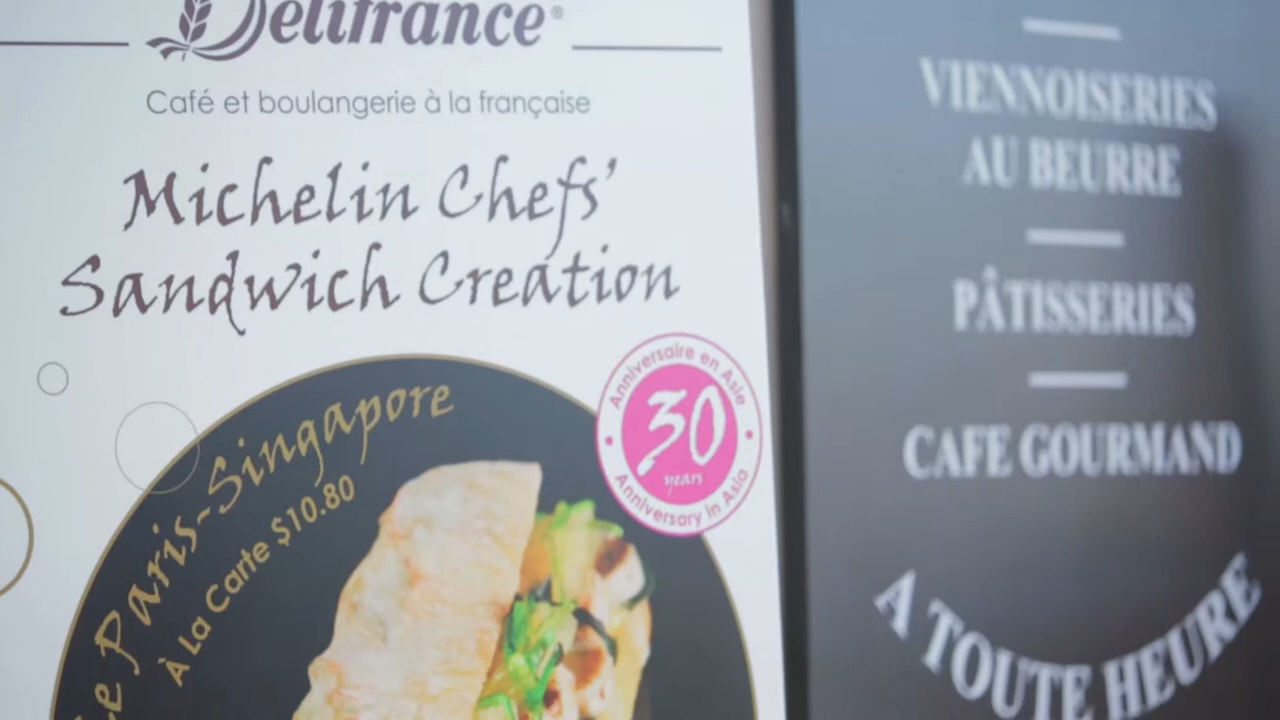 Délifrance®
Café et boulangerie à la française
Michelin Chefs'
Sandwich Creation
Le Paris-Singapore
À La Carte $10.80
Anniversaire en Asie
30
years
Anniversary in Asia
VIENNOISERIES
AU BEURRE
PÂTISSERIES
CAFE GOURMAND
A TOUTE HEURE